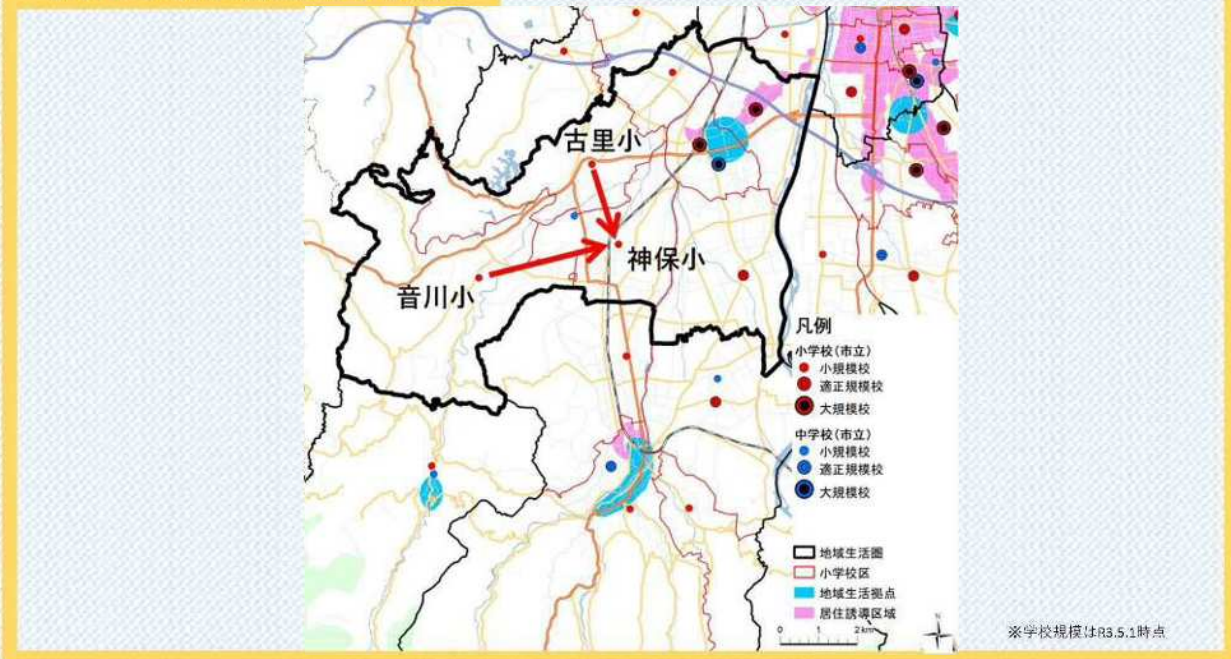 古里小
神保小
音川小
凡例
小学校(市立)
小規模校
適正規模校
大規模校
中学校(市立)
小規模校
適正規模校
大規模校
地域生活圏
小学校区
地域生活拠点
居住誘導区域
0 1 2 km
N
※学校規模はR3.5.1時点